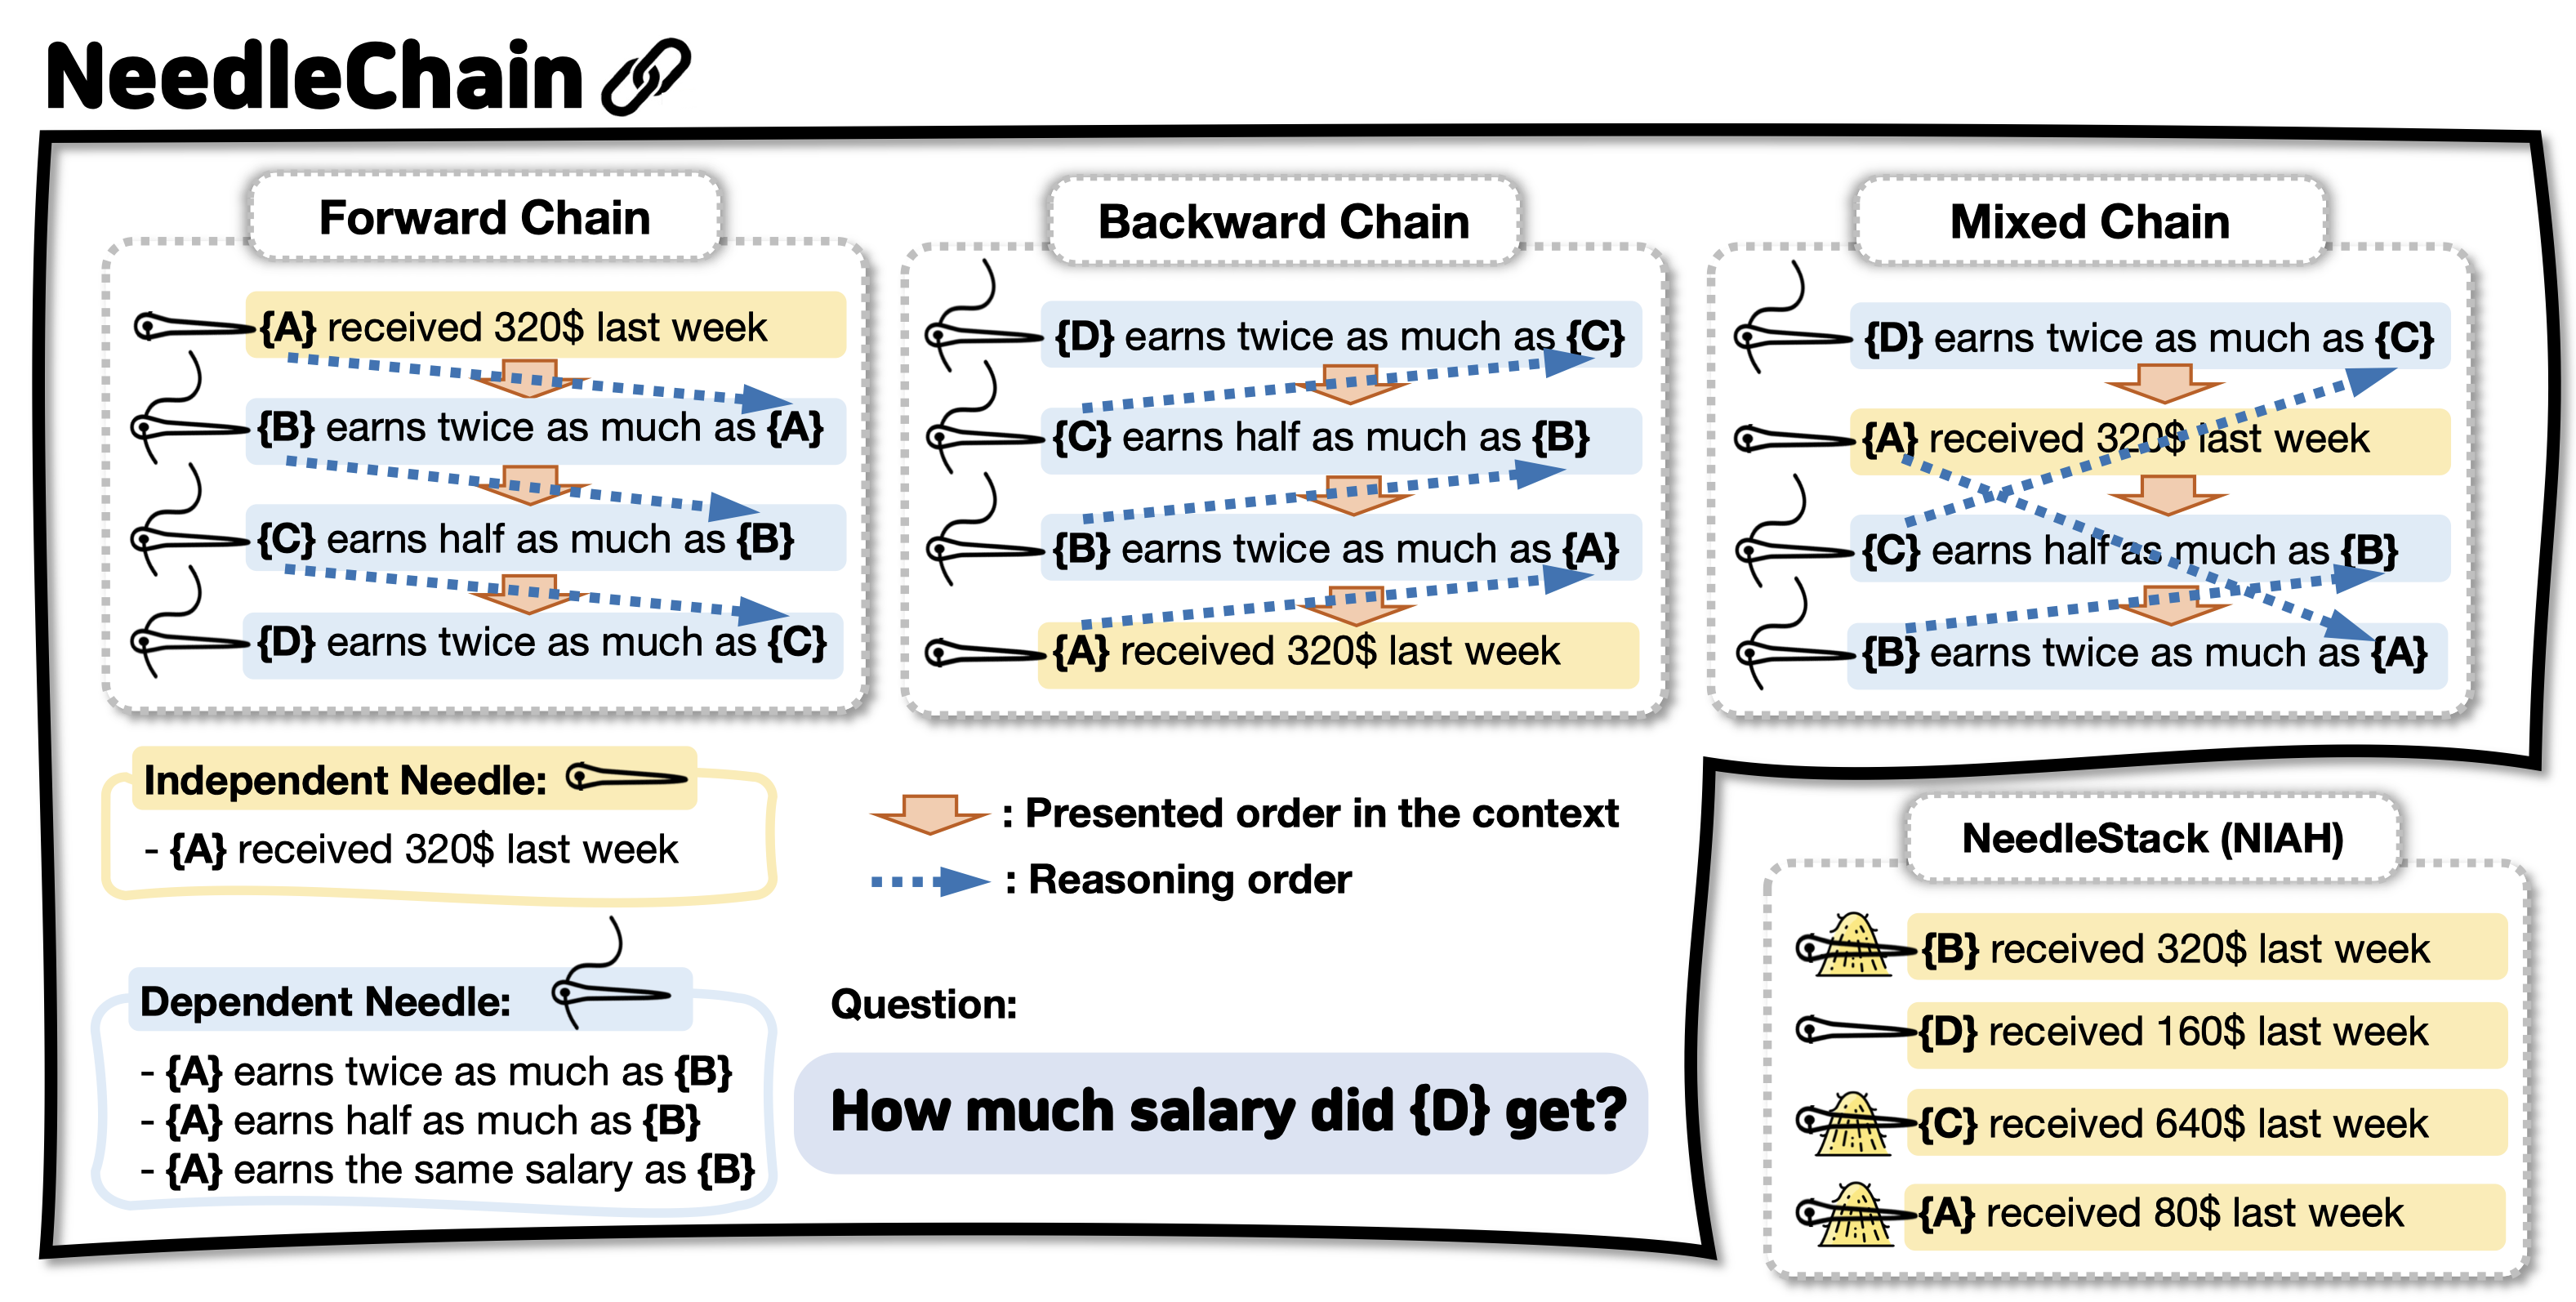 NeedleChain
Forward Chain
{A} received 320$ last week
{B} earns twice as much as {A}
{C} earns half as much as {B}
{D} earns twice as much as {C}
Backward Chain
{D} earns twice as much as {C}
{C} earns half as much as {B}
{B} earns twice as much as {A}
{A} received 320$ last week
Mixed Chain
{D} earns twice as much as {C}
{A} received 320$ last week
{C} earns half as much as {B}
{B} earns twice as much as {A}
Independent Needle:
- {A} received 320$ last week
Dependent Needle:
- {A} earns twice as much as {B}
- {A} earns half as much as {B}
- {A} earns the same salary as {B}
: Presented order in the context
: Reasoning order
Question:
How much salary did {D} get?
NeedleStack (NIAH)
{B} received 320$ last week
{D} received 160$ last week
{C} received 640$ last week
{A} received 80$ last week